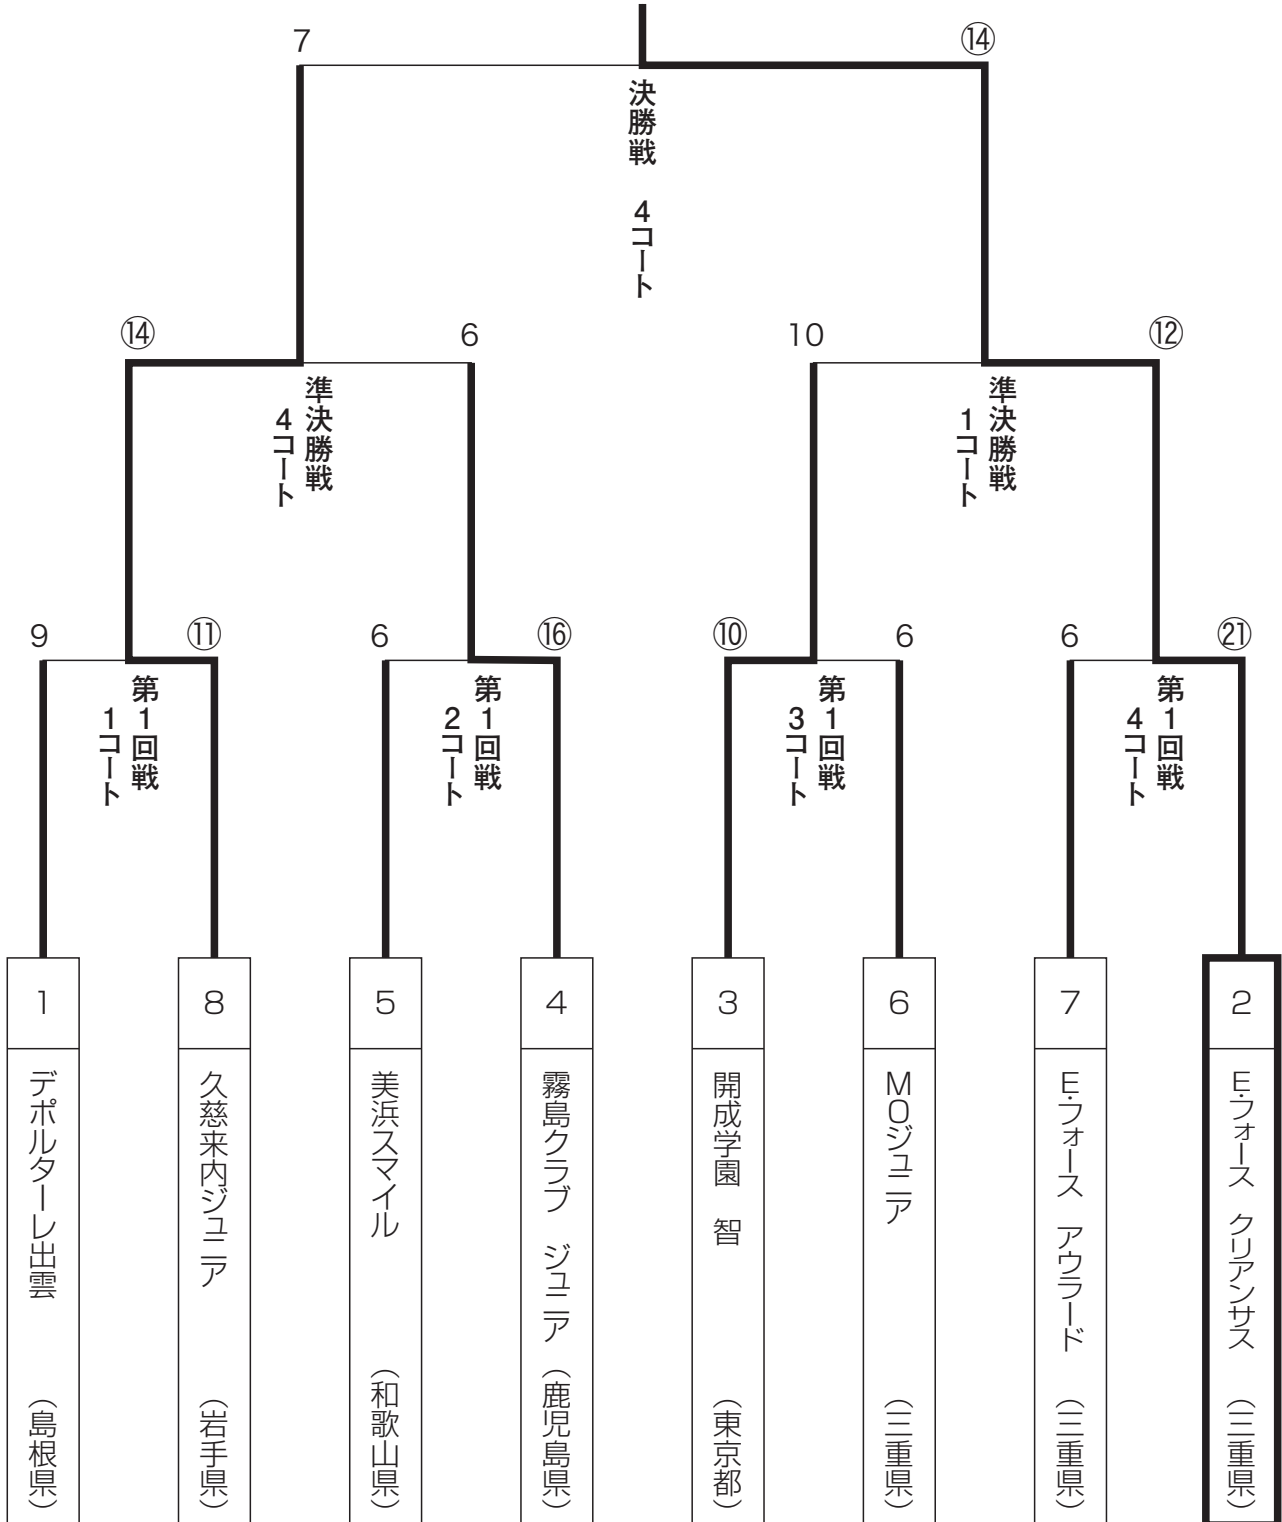 7
⑭
決勝戦 4コート
⑭
6
10
⑫
準決勝戦
4コート
準決勝戦
1コート
9
⑪
6
⑯
⑩
6
6
㉑
第1回戦
1コート
第1回戦
2コート
第1回戦
3コート
第1回戦
4コート
1
デポルターレ出雲 (島根県)
8
久慈来内ジュニア (岩手県)
5
美浜スマイル (和歌山県)
4
霧島クラブ ジュニア (鹿児島県)
3
開成学園 智 (東京都)
6
MOジュニア (三重県)
7
E・フォース アウラード (三重県)
2
E・フォース クリアンサス (三重県)